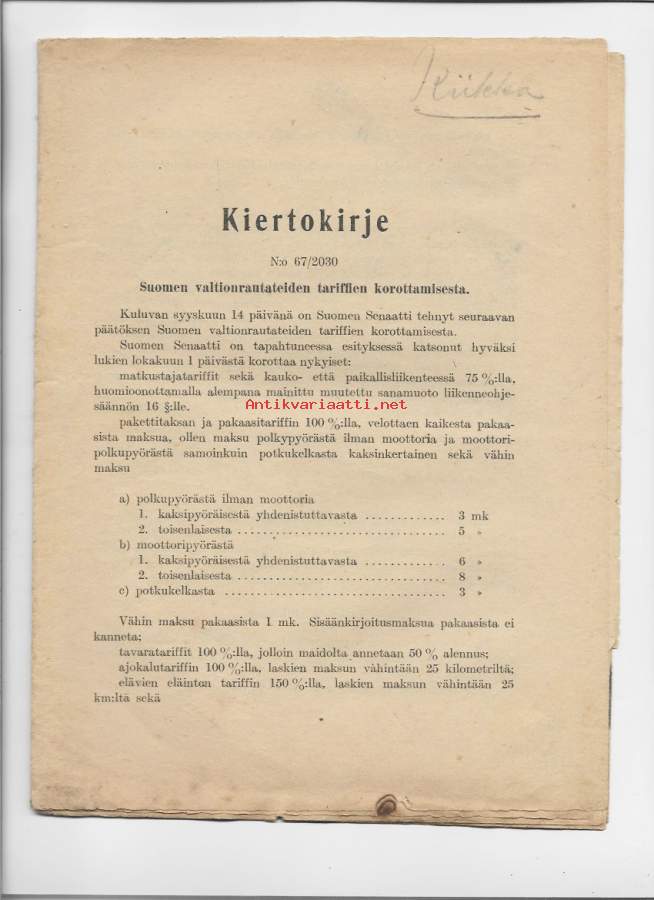 Kiikka
Kiertokirje
N:o 67/2030
Suomen valtionrautateiden tariffien korottamisesta.
Kuluvan syyskuun 14 päivänä on Suomen Senaatti tehnyt seuraavan
päätöksen Suomen valtionrautateiden tariffien korottamisesta.
Suomen Senaatti on tapahtuneessa esityksessä katsonut hyväksi
lukien lokakuun 1 päivästä korottaa nykyiset:
matkustajatariffit sekä kauko- että paikallisliikenteessä 75 %:lla,
huomioonottamalla alempana mainittu muutettu sanamuoto liikenneohje-
säännön 16 §:lle.
Antikvariaatti.net
pakettitaksan ja pakaasitariffin 100 %:lla, velottaen kaikesta pakaa-
sista maksua, ollen maksu polkypyörästä ilman moottoria ja moottori-
polkupyörästä samoinkuin potkukelkasta kaksinkertainen sekä vähin
maksu
a) polkupyörästä ilman moottoria
1. kaksipyöräisestä yhdenistuttavasta ............. 3 mk
2. toisenlaisesta .................................. 5 »
b) moottoripyörästä
1. kaksipyöräisestä yhdenistuttavasta ............. 6 »
2. toisenlaisesta .................................. 8 »
c) potkukelkasta .................................... 3 »
Vähin maksu pakaasista 1 mk. Sisäänkirjoitusmaksua pakaasista ei
kanneta;
tavaratariffit 100 %:lla, jolloin maidolta annetaan 50 % alennus;
ajokalutariffin 100 %:lla, laskien maksun vähintään 25 kilometriltä;
elävien eläinten tariffin 150 %:lla, laskien maksun vähintään 25
km:ltä sekä